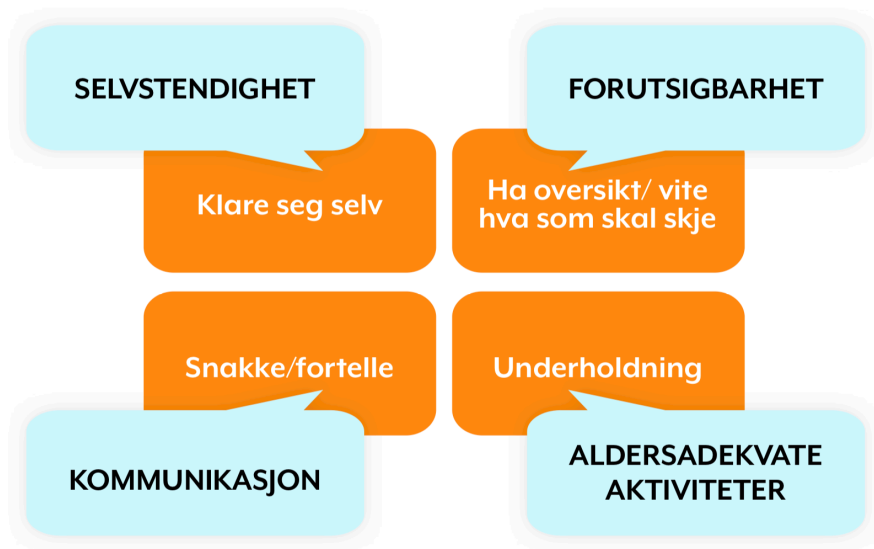 SELVSTENDIGHET
FORUTSIGBARHET
Klare seg selv
Ha oversikt/ vite
hva som skal skje
Snakke/fortelle
Underholdning
KOMMUNIKASJON
ALDERSADEKVATE
AKTIVITETER